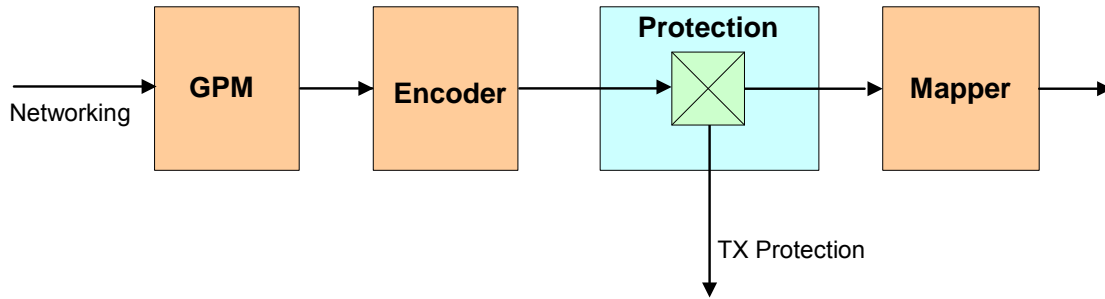 Protection
GPM
Encoder
Mapper
Networking
TX Protection